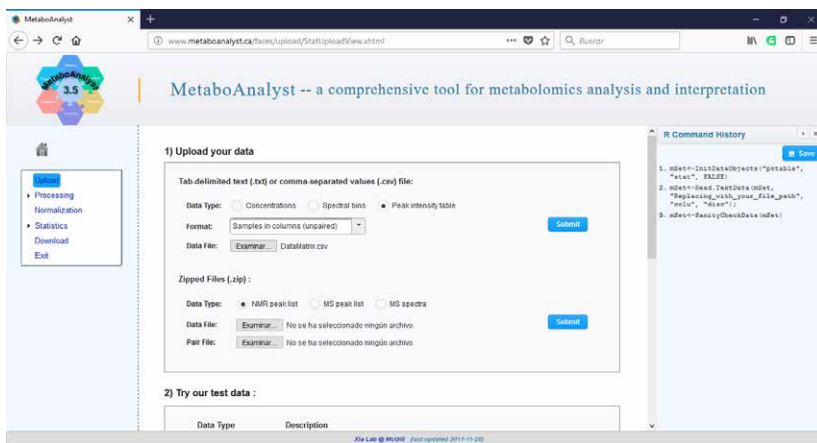 MetaboAnalyst
www.metaboanalyst.ca/faces/upload/StatUploadView.xhtml
Buscar
MetaboAnalyst
3.5
MetaboAnalyst -- a comprehensive tool for metabolomics analysis and interpretation
Upload
Processing
Normalization
Statistics
Download
Exit
1) Upload your data
Tab-delimited text (.txt) or comma-separated values (.csv) file:
Data Type: Concentrations Spectral bins Peak intensity table
Format: Samples in columns (unpaired)
Submit
Data File: Examinar... DataMatrix.csv
Zipped Files (.zip) :
Data Type: NMR peak list MS peak list MS spectra
Data File: Examinar... No se ha seleccionado ningún archivo.
Submit
Pair File: Examinar... No se ha seleccionado ningún archivo.
2) Try our test data :
Data Type Description
R Command History
Save
1. mSet<-InitDataObjects("pktable",
"stat", FALSE)
2. mSet<-Read.TextData(mSet,
"Replacing_with_your_file_path",
"colu", "disc");
3. mSet<-SanityCheckData(mSet)
Xia Lab @ McGill (last updated 2017-11-28)